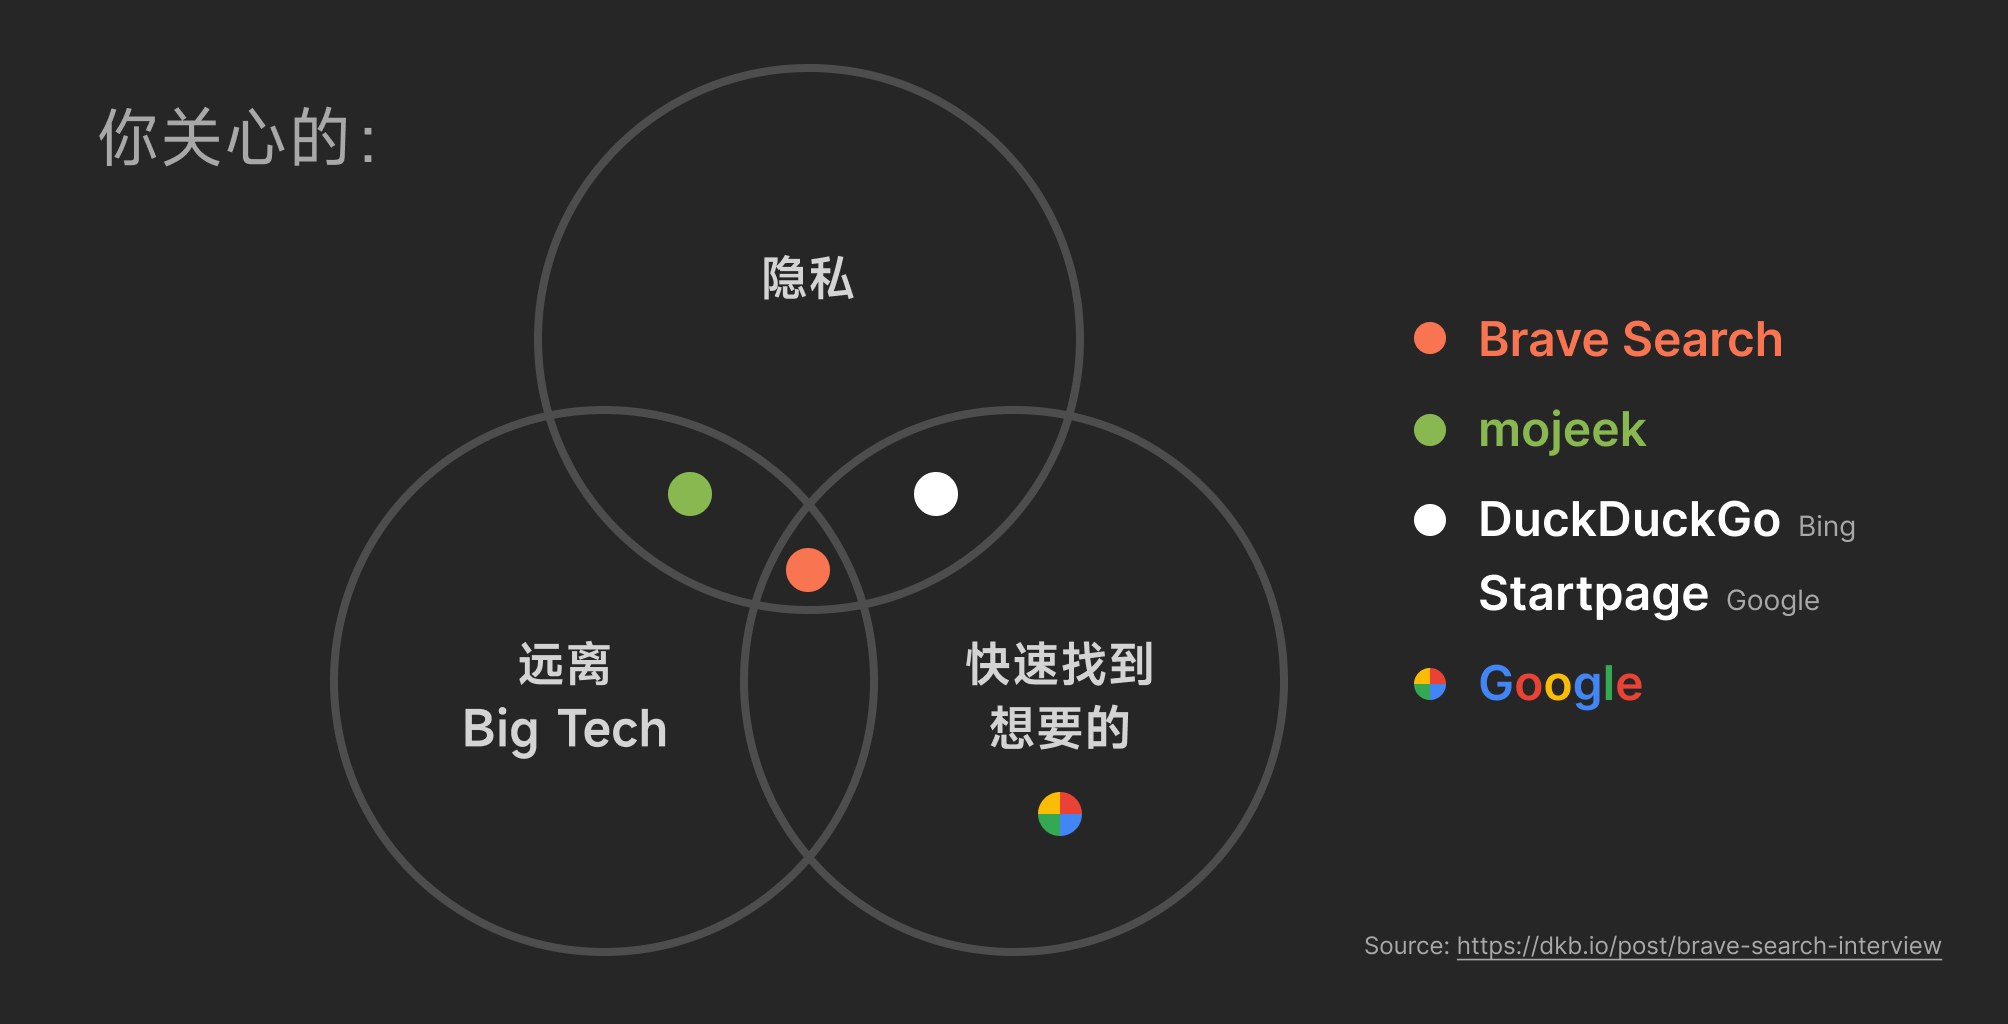 你关心的:
隐私
远离
Big Tech
快速找到
想要的
Brave Search
mojeek
DuckDuckGo Bing
Startpage Google
Google
Source: https://dkb.io/post/brave-search-interview